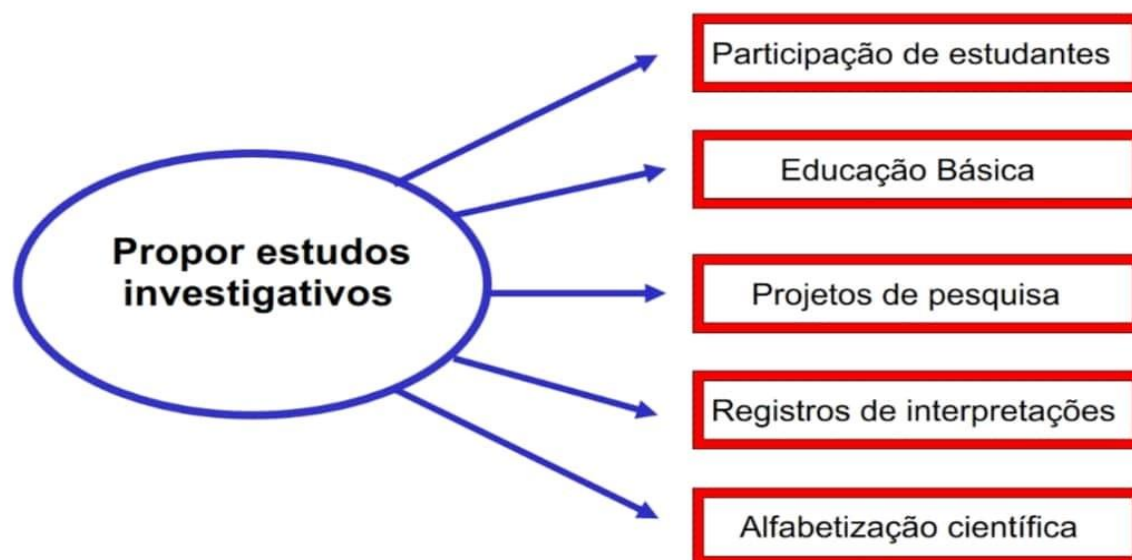 Participação de estudantes
Educação Básica
Propor estudos
investigativos
Projetos de pesquisa
Registros de interpretações
Alfabetização científica